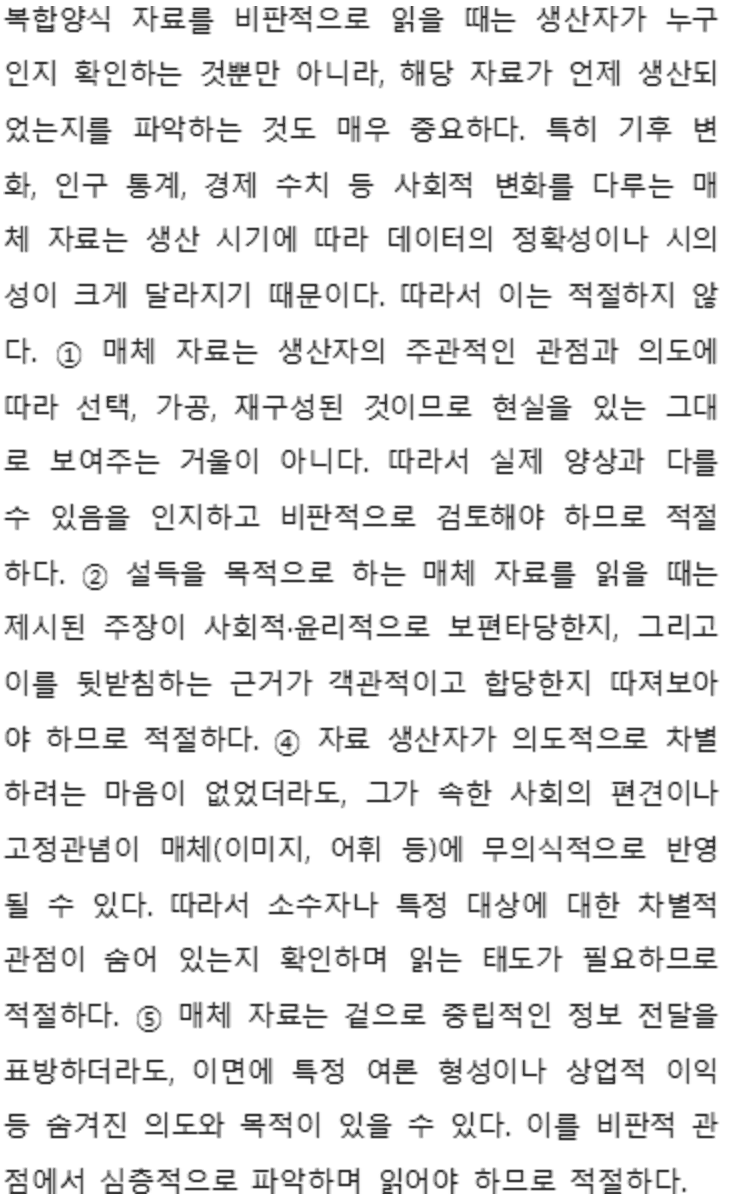 복합양식 자료를 비판적으로 읽을 때는 생산자가 누구
인지 확인하는 것뿐만 아니라, 해당 자료가 언제 생산되
었는지를 파악하는 것도 매우 중요하다. 특히 기후 변
화, 인구 통계, 경제 수치 등 사회적 변화를 다루는 매
체 자료는 생산 시기에 따라 데이터의 정확성이나 시의
성이 크게 달라지기 때문이다. 따라서 이는 적절하지 않
다. ① 매체 자료는 생산자의 주관적인 관점과 의도에
따라 선택, 가공, 재구성된 것이므로 현실을 있는 그대
로 보여주는 거울이 아니다. 따라서 실제 양상과 다를
수 있음을 인지하고 비판적으로 검토해야 하므로 적절
하다. ② 설득을 목적으로 하는 매체 자료를 읽을 때는
제시된 주장이 사회적·윤리적으로 보편타당한지, 그리고
이를 뒷받침하는 근거가 객관적이고 합당한지 따져보아
야 하므로 적절하다. ④ 자료 생산자가 의도적으로 차별
하려는 마음이 없었더라도, 그가 속한 사회의 편견이나
고정관념이 매체(이미지, 어휘 등)에 무의식적으로 반영
될 수 있다. 따라서 소수자나 특정 대상에 대한 차별적
관점이 숨어 있는지 확인하며 읽는 태도가 필요하므로
적절하다. ⑤ 매체 자료는 겉으로 중립적인 정보 전달을
표방하더라도, 이면에 특정 여론 형성이나 상업적 이익
등 숨겨진 의도와 목적이 있을 수 있다. 이를 비판적 관
점에서 심층적으로 파악하며 읽어야 하므로 적절하다.